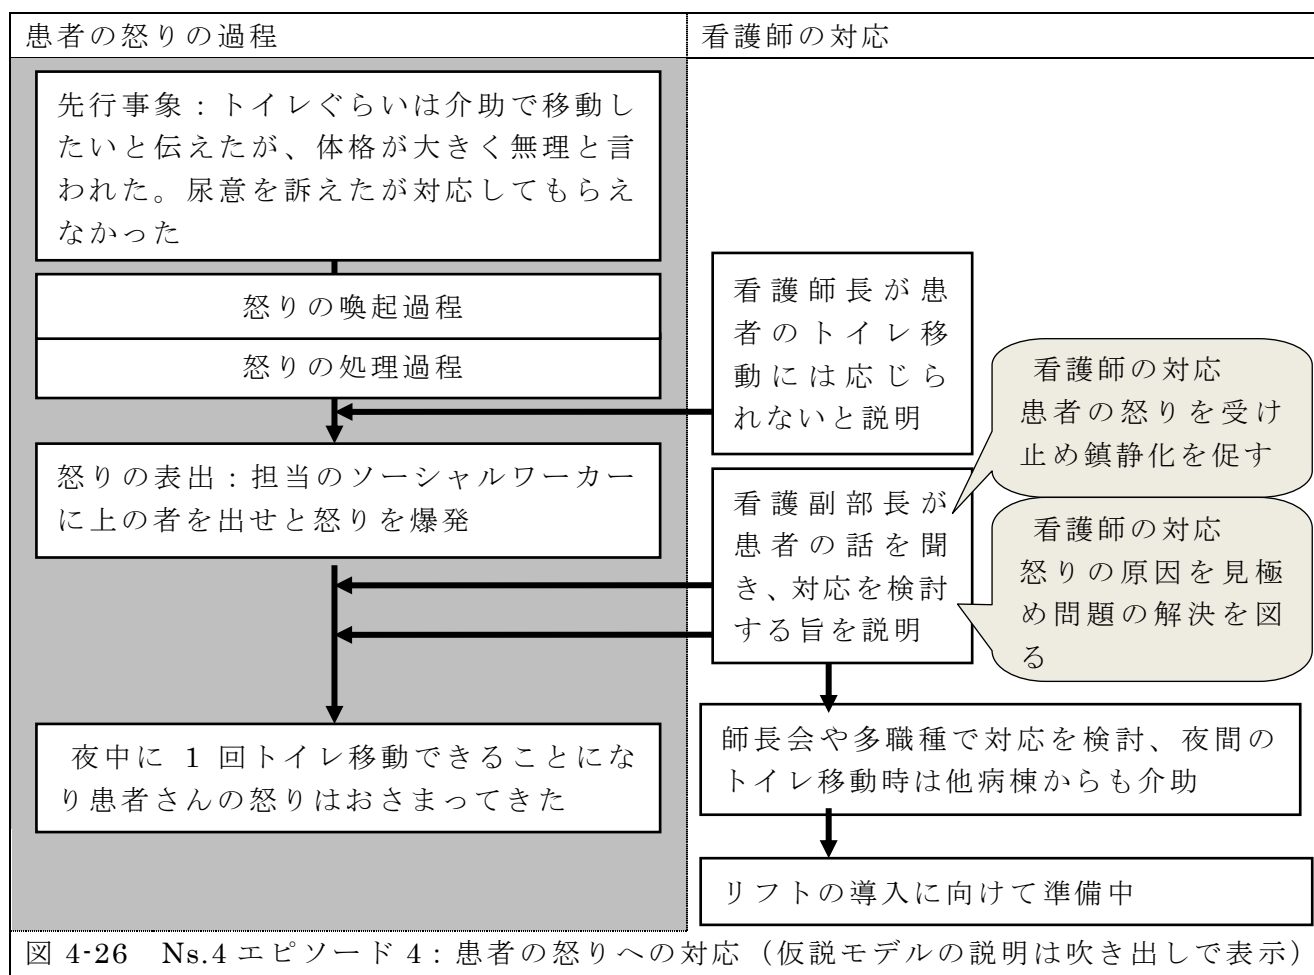 患者の怒りの過程
看護師の対応
先行事象：トイレぐらいは介助で移動し
たいと伝えたが、体格が大きく無理と言
われた。尿意を訴えたが対応してもらえ
なかった
怒りの喚起過程
怒りの処理過程
看護師長が患
者のトイレ移
動には応じら
れないと説明
看護師の対応
患者の怒りを受け
止め鎮静化を促す
怒りの表出：担当のソーシャルワーカー
に上の者を出せと怒りを爆発
看護副部長が
患者の話を聞
き、対応を検討
する旨を説明
看護師の対応
怒りの原因を見極
め問題の解決を図
る
夜中に 1 回トイレ移動できることにな
り患者さんの怒りはおさまってきた
師長会や多職種で対応を検討、夜間の
トイレ移動時は他病棟からも介助
リフトの導入に向けて準備中
図 4-26　Ns.4 エピソード 4：患者の怒りへの対応（仮説モデルの説明は吹き出しで表示）